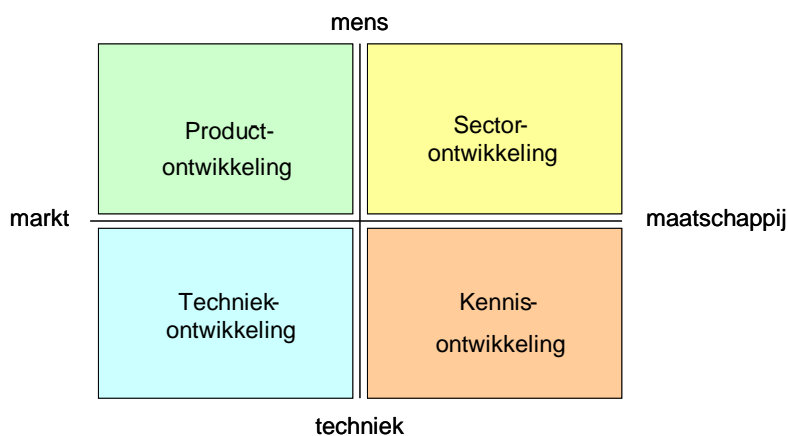 mens
Product-
ontwikkeling
Sector-
ontwikkeling
markt
maatschappij
Techniek-
ontwikkeling
Kennis-
ontwikkeling
techniek